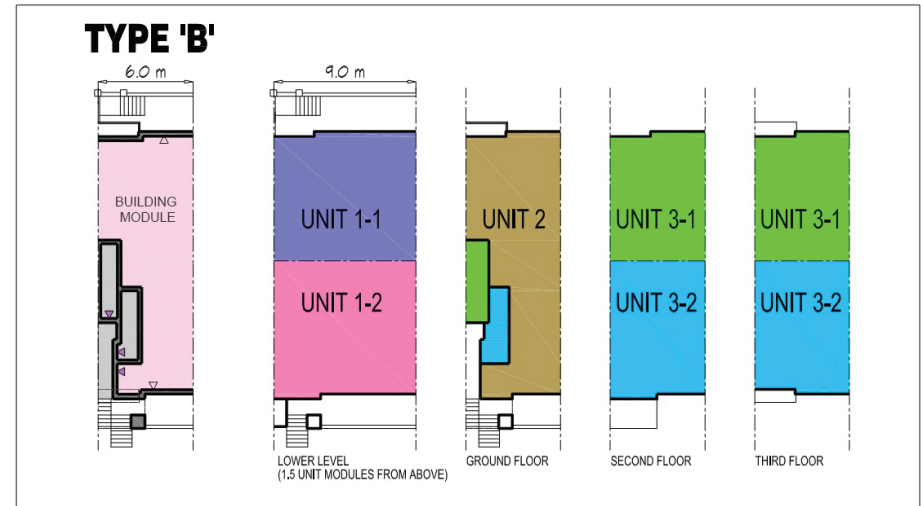 TYPE 'B'
6.0 m
9.0 m
BUILDING
MODULE
UNIT 1-1
UNIT 1-2
UNIT 2
UNIT 3-1
UNIT 3-2
UNIT 3-1
UNIT 3-2
LOWER LEVEL
(1.5 UNIT MODULES FROM ABOVE)
GROUND FLOOR
SECOND FLOOR
THIRD FLOOR